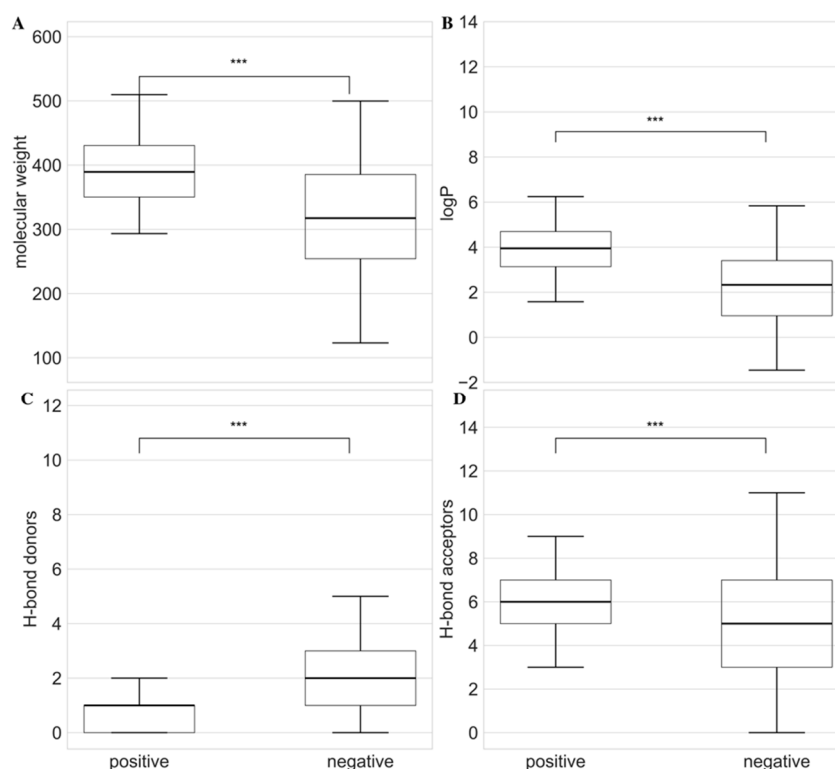 A
600
500
400
300
200
100
molecular weight
***
B
14
12
10
8
6
4
2
0
−2
logP
***
C
12
10
8
6
4
2
0
H-bond donors
***
positive
negative
D
14
12
10
8
6
4
2
0
H-bond acceptors
***
positive
negative